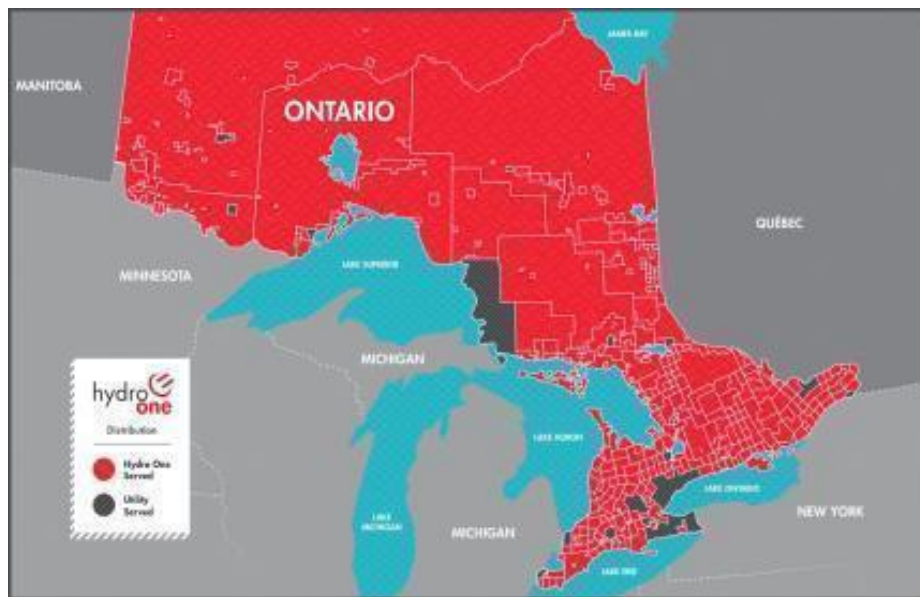 JAMES BAY
MANITOBA
ONTARIO
QUÉBEC
LAKE SUPERIOR
MINNESOTA
MICHIGAN
hydro
one
Distribution
Hydro One
Served
Utility
Served
LAKE HURON
LAKE ONTARIO
NEW YORK
LAKE
MICHIGAN
MICHIGAN
LAKE ERIE